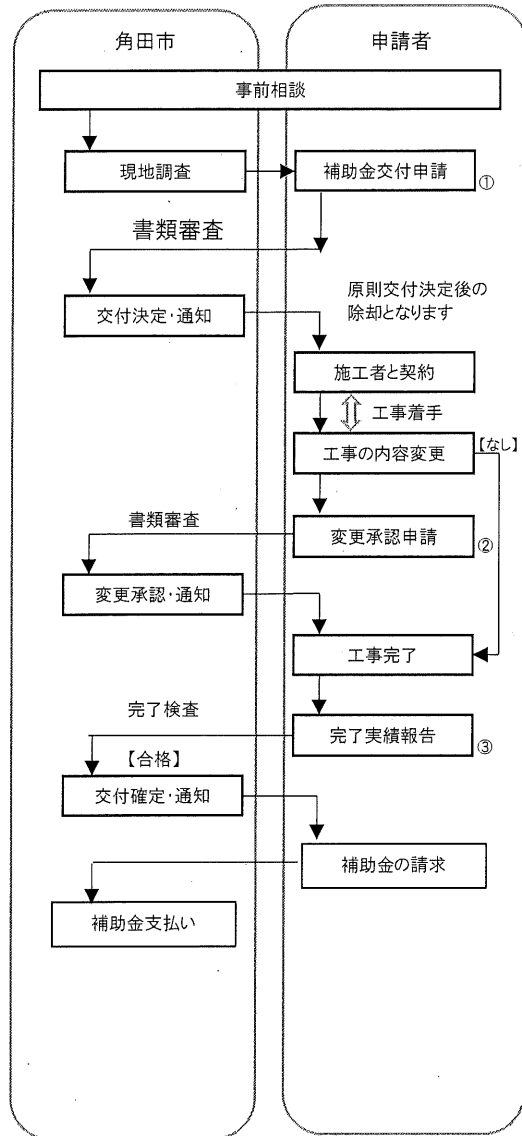 角田市
申請者
事前相談
現地調査
補助金交付申請
①
書類審査
原則交付決定後の
除却となります
交付決定・通知
施工者と契約
工事着手
工事の内容変更
【なし】
書類審査
変更承認申請
②
変更承認・通知
工事完了
完了検査
完了実績報告
③
【合格】
交付確定・通知
補助金の請求
補助金支払い